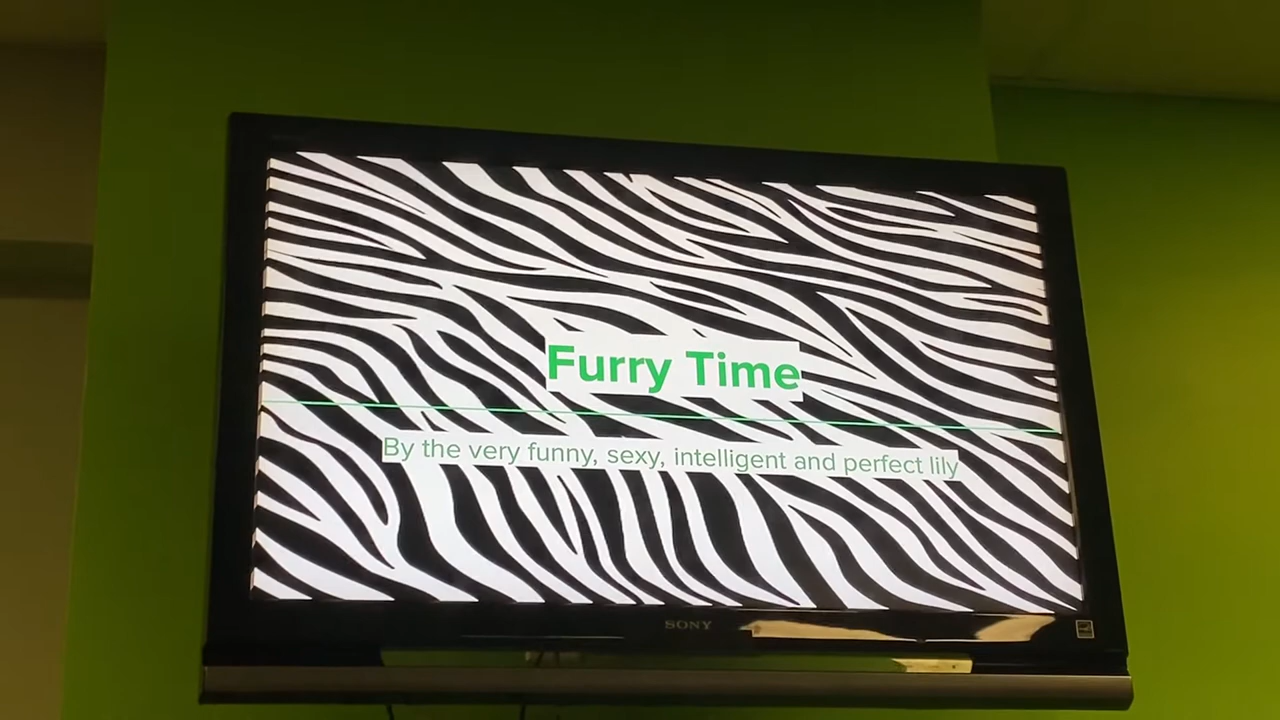 Furry Time
By the very funny, sexy, intelligent and perfect lily
SONY